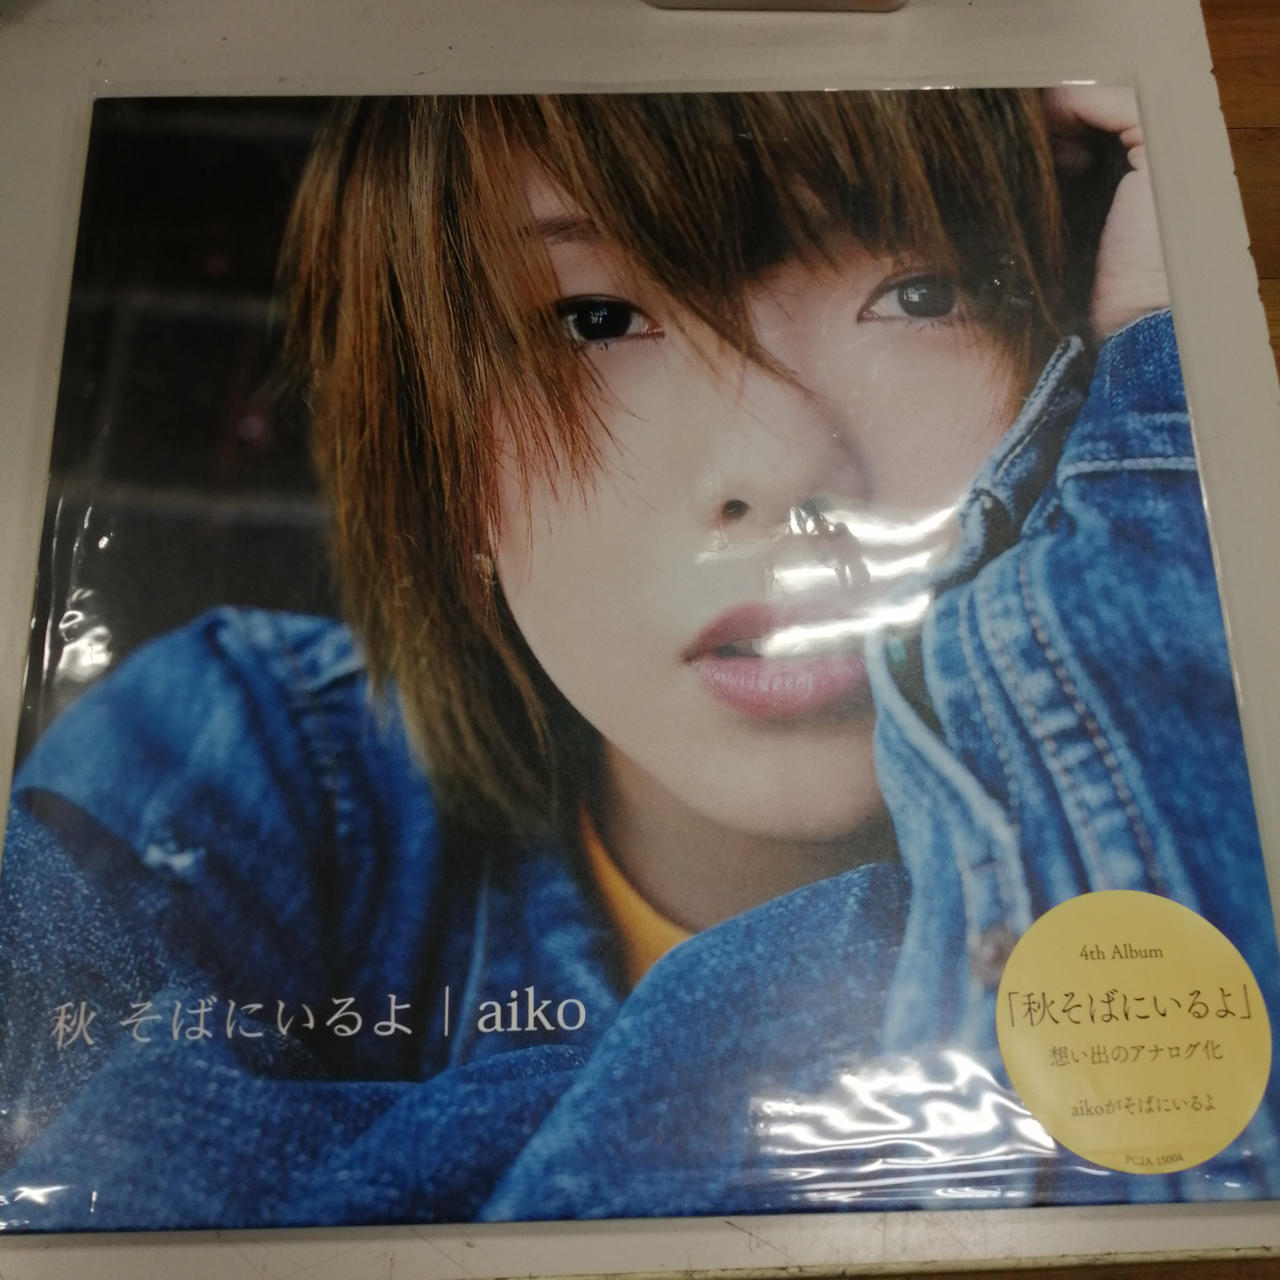 秋 そばにいるよ | aiko
4th Album
「秋そばにいるよ」
想い出のアナログ化
aikoがそばにいるよ
PCJA-15004